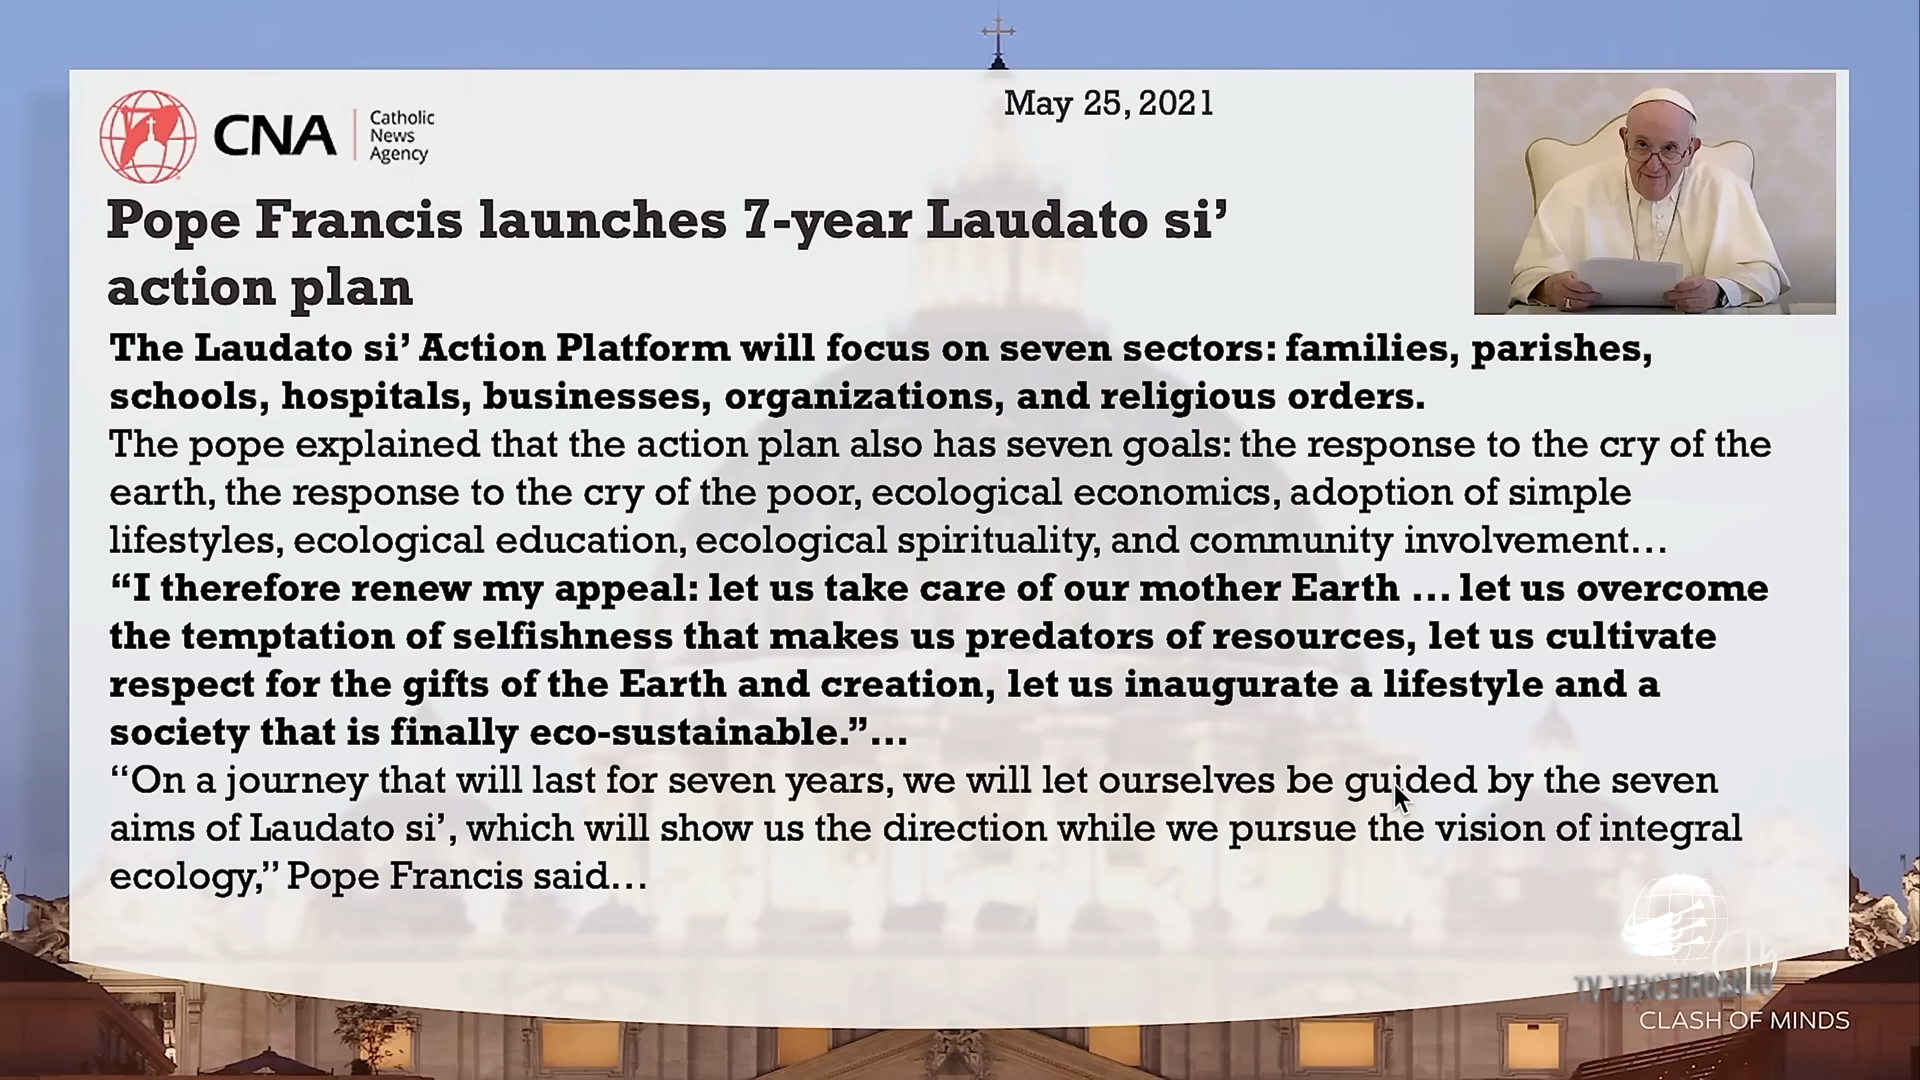 May 25, 2021
CNA
Catholic
News
Agency
Pope Francis launches 7-year Laudato si’
action plan
The Laudato si’ Action Platform will focus on seven sectors: families, parishes,
schools, hospitals, businesses, organizations, and religious orders.
The pope explained that the action plan also has seven goals: the response to the cry of the
earth, the response to the cry of the poor, ecological economics, adoption of simple
lifestyles, ecological education, ecological spirituality, and community involvement…
“I therefore renew my appeal: let us take care of our mother Earth … let us overcome
the temptation of selfishness that makes us predators of resources, let us cultivate
respect for the gifts of the Earth and creation, let us inaugurate a lifestyle and a
society that is finally eco-sustainable.”…
“On a journey that will last for seven years, we will let ourselves be guided by the seven
aims of Laudato si’, which will show us the direction while we pursue the vision of integral
ecology,” Pope Francis said…
TV
CLASH OF MINDS